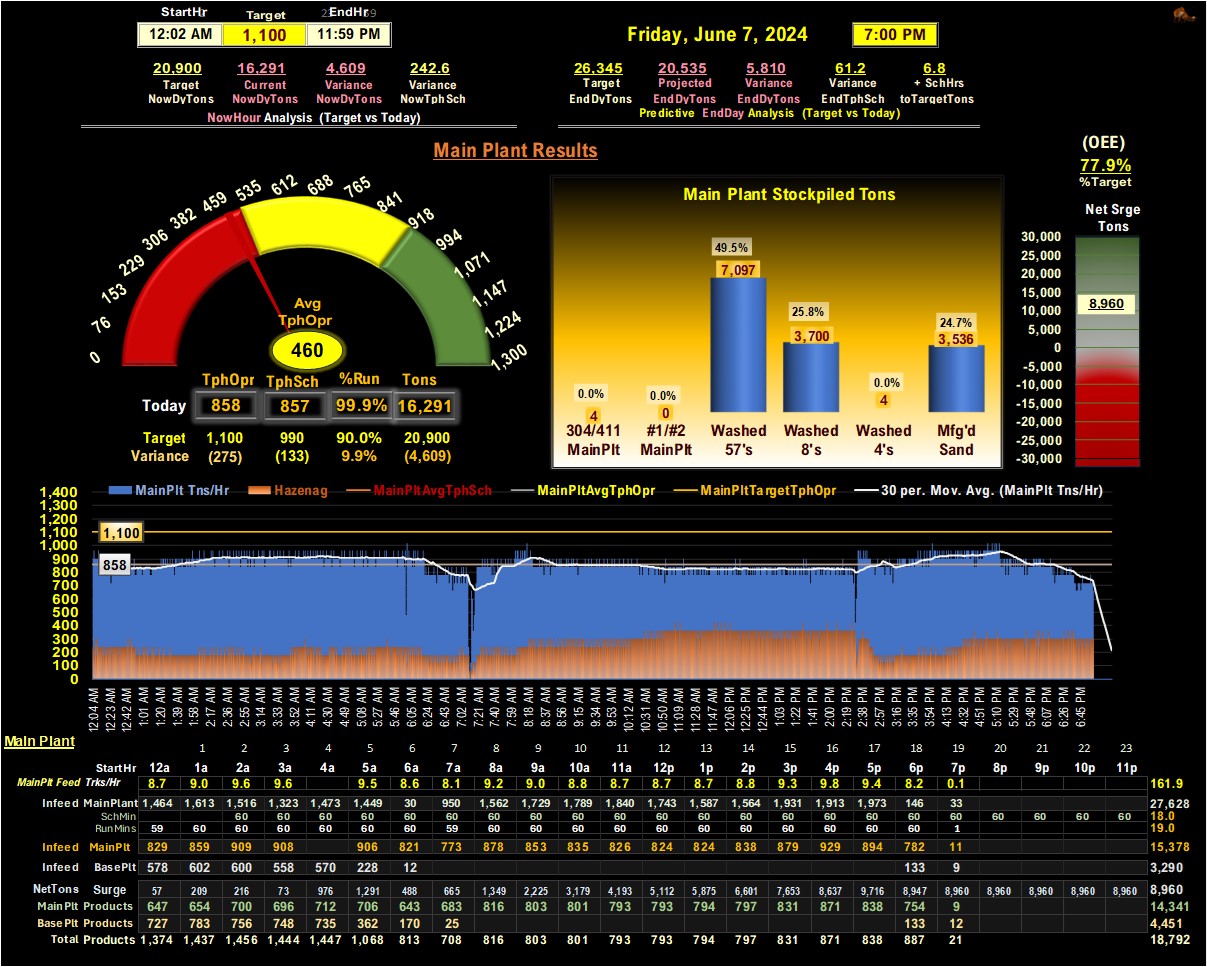 StartHr Target EndHr
12:02 AM 1,100 11:59 PM
Friday, June 7, 2024 7:00 PM
20,900 16,291 4,609 242.6
Target Current Variance Variance
NowDyTons NowDyTons NowDyTons NowTphSch
NowHour Analysis (Target vs Today)
26,345 20,535 5,810 61.2 6.8
Target Projected Variance Variance + SchHrs
EndDyTons EndDyTons EndDyTons EndTphSch toTargetTons
Predictive EndDay Analysis (Target vs Today)
Main Plant Results
(OEE)
77.9%
%Target
0 76 153 229 306 382 459 535 612 688 765 841 918 994 1,071 1,147 1,224 1,300
Avg
TphOpr
460
TphOpr TphSch %Run Tons
Today 858 857 99.9% 16,291
Target 1,100 990 90.0% 20,900
Variance (275) (133) 9.9% (4,609)
Main Plant Stockpiled Tons
0.0% 0.0% 49.5% 25.8% 0.0% 24.7%
4 0 7,097 3,700 4 3,536
304/411 #1/#2 Washed Washed Washed Mfg'd
MainPlt MainPlt 57's 8's 4's Sand
Net Srge
Tons
30,000
25,000
20,000
15,000
10,000
5,000
0
-5,000
-10,000
-15,000
-20,000
-25,000
-30,000
8,960
MainPlt Tns/Hr Hazenag MainPltAvgTphSch MainPltAvgTphOpr MainPltTargetTphOpr 30 per. Mov. Avg. (MainPlt Tns/Hr)
1,400
1,300
1,200
1,100
1,000
900
800
700
600
500
400
300
200
100
0
1,100
858
12:04 AM 12:23 AM 12:42 AM 1:01 AM 1:20 AM 1:39 AM 1:58 AM 2:17 AM 2:36 AM 2:55 AM 3:14 AM 3:33 AM 3:52 AM 4:11 AM 4:30 AM 4:49 AM 5:08 AM 5:27 AM 5:46 AM 6:05 AM 6:24 AM 6:43 AM 7:02 AM 7:21 AM 7:40 AM 7:59 AM 8:18 AM 8:37 AM 8:56 AM 9:15 AM 9:34 AM 9:53 AM 10:12 AM 10:31 AM 10:50 AM 11:09 AM 11:28 AM 11:47 AM 12:06 PM 12:25 PM 12:44 PM 1:03 PM 1:22 PM 1:41 PM 2:00 PM 2:19 PM 2:38 PM 2:57 PM 3:16 PM 3:35 PM 3:54 PM 4:13 PM 4:32 PM 4:51 PM 5:10 PM 5:29 PM 5:48 PM 6:07 PM 6:26 PM 6:45 PM
Main Plant
1 2 3 4 5 6 7 8 9 10 11 12 13 14 15 16 17 18 19 20 21 22 23
StartHr 12a 1a 2a 3a 4a 5a 6a 7a 8a 9a 10a 11a 12p 1p 2p 3p 4p 5p 6p 7p 8p 9p 10p 11p
MainPlt Feed Trks/Hr 8.7 9.0 9.6 9.6 9.5 8.6 8.1 9.2 9.0 8.8 8.7 8.7 8.7 8.8 9.3 9.8 9.4 8.2 0.1 161.9
Infeed MainPlant 1,464 1,613 1,516 1,323 1,473 1,449 30 950 1,562 1,729 1,789 1,840 1,743 1,587 1,564 1,931 1,913 1,973 146 33 27,628
SchMin 60 60 60 60 60 60 60 60 60 60 60 60 60 60 60 60 60 60 60 60 60 60 18.0
RunMins 59 60 60 60 60 60 60 59 60 60 60 60 60 60 60 60 60 60 60 1 19.0
Infeed MainPlt 829 859 909 908 906 821 773 878 853 835 826 824 824 838 879 929 894 782 11 15,378
Infeed BasePlt 578 602 600 558 570 228 12 133 9 3,290
NetTons Surge 57 209 216 73 976 1,291 488 665 1,349 2,225 3,179 4,193 5,112 5,875 6,601 7,653 8,637 9,716 8,947 8,960 8,960 8,960 8,960 8,960 8,960
MainPlt Products 647 654 700 696 712 706 643 683 816 803 801 793 793 794 797 831 871 838 754 9 14,341
BasePlt Products 727 783 756 748 735 362 170 25 133 12 4,451
Total Products 1,374 1,437 1,456 1,444 1,447 1,068 813 708 816 803 801 793 793 794 797 831 871 838 887 21 18,792